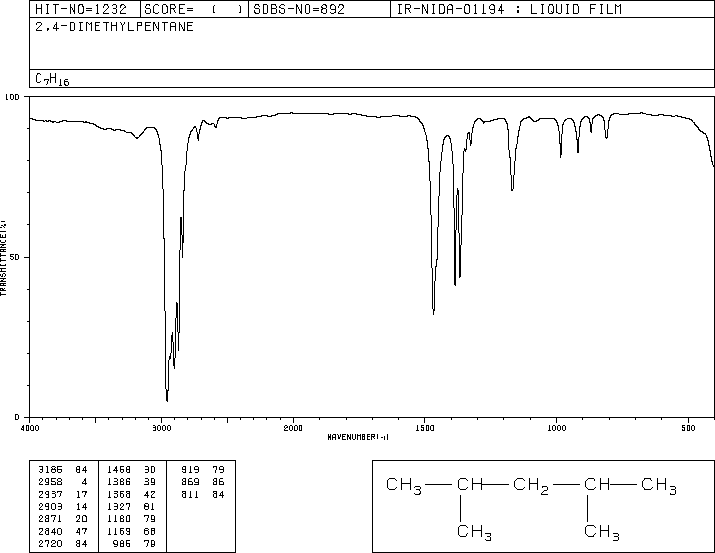 HIT-NO=1232 SCORE= ( ) SDBS-NO=892 IR-NIDA-01194 : LIQUID FILM
2,4-DIMETHYLPENTANE
C7H16
100
TRANSMITTANCE(%)
50
0
4000 3000 2000 1500 1000 500
WAVENUMBER(-1)
3186 84 1468 30 919 79
2958 4 1386 39 869 86
2937 17 1368 42 811 84
2903 14 1327 81
2871 20 1180 79
2840 47 1169 68
2720 84 985 79
CH3 CH CH2 CH CH3
CH3 CH3